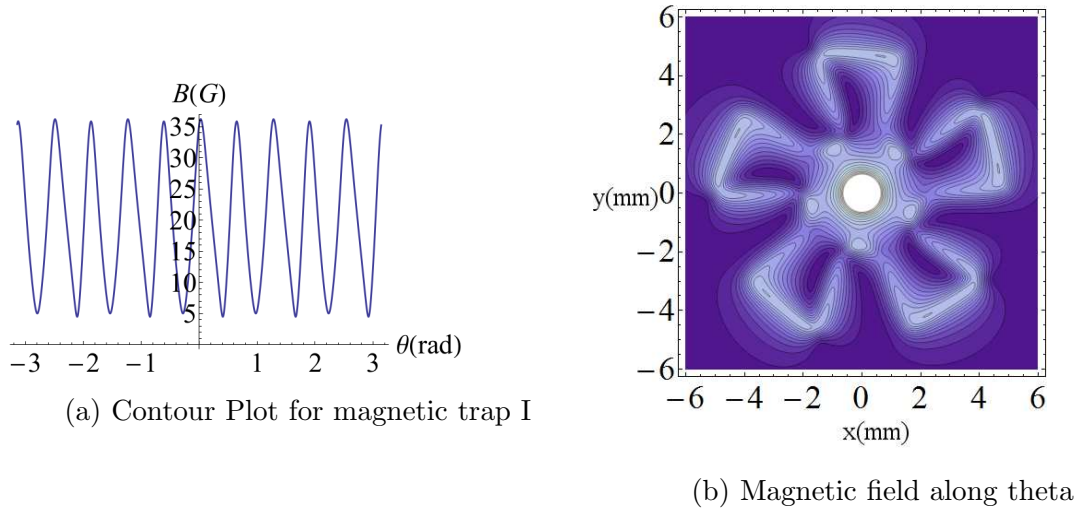 B(G)
35
30
25
20
15
10
5
θ(rad)
−3 −2 −1 1 2 3
(a) Contour Plot for magnetic trap I
6
4
2
y(mm) 0
−2
−4
−6
−6 −4 −2 0 2 4 6
x(mm)
(b) Magnetic field along theta